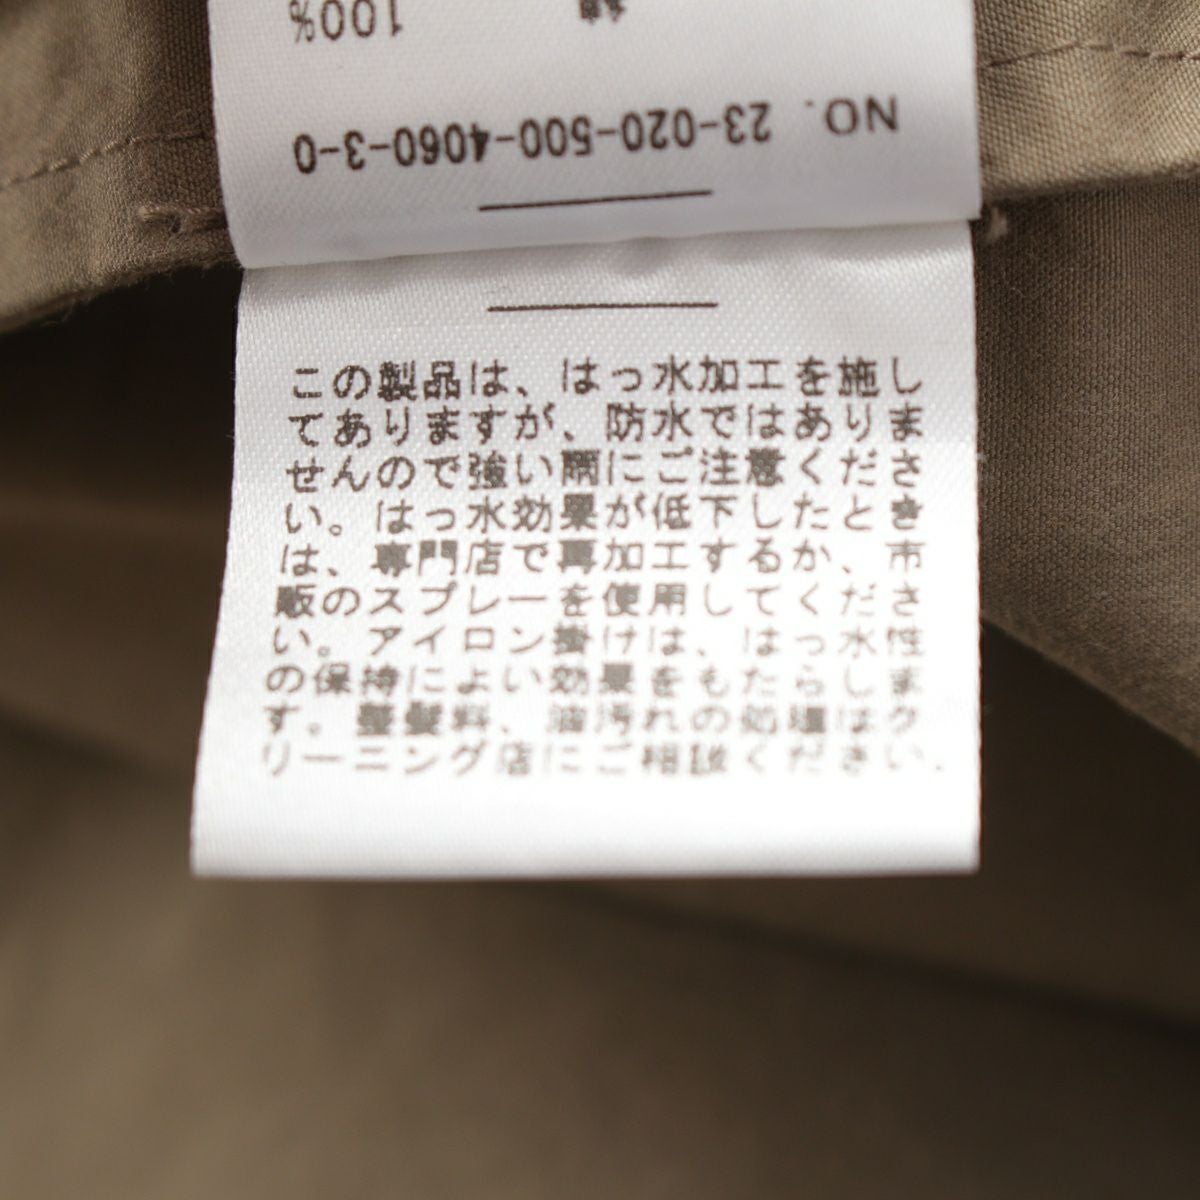 綿 100%
NO. 23-020-500-4060-3-0
この製品は、はっ水加工を施し
てありますが、防水ではありま
せんので強い雨にご注意くださ
い。はっ水効果が低下したとき
は、専門店で再加工するか、市
販のスプレーを使用してくださ
い。アイロン掛けは、はっ水性
の保持によい効果をもたらしま
す。整髪料、油汚れの処理はク
リーニング店にご相談ください.